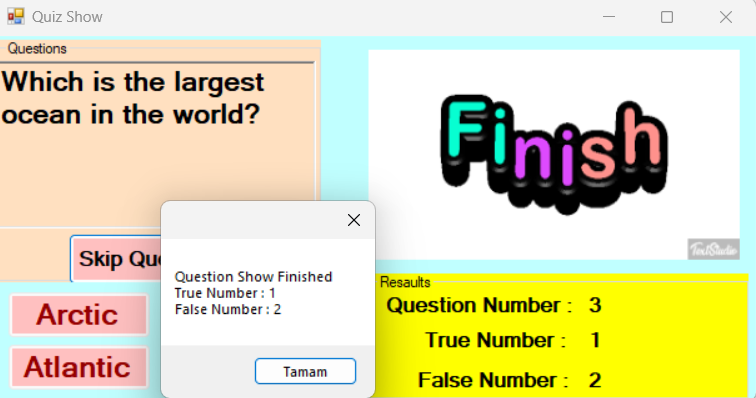 Quiz Show
Questions
Which is the largest
ocean in the world?
Finish
TextStudio
Question Show Finished
True Number : 1
False Number : 2
Tamam
Skip
Arctic
Atlantic
Resaults
Question Number : 3
True Number : 1
False Number : 2